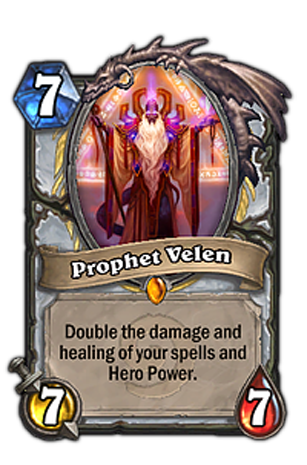 7
Prophet Velen
Double the damage and
healing of your spells and
Hero Power.
7
7